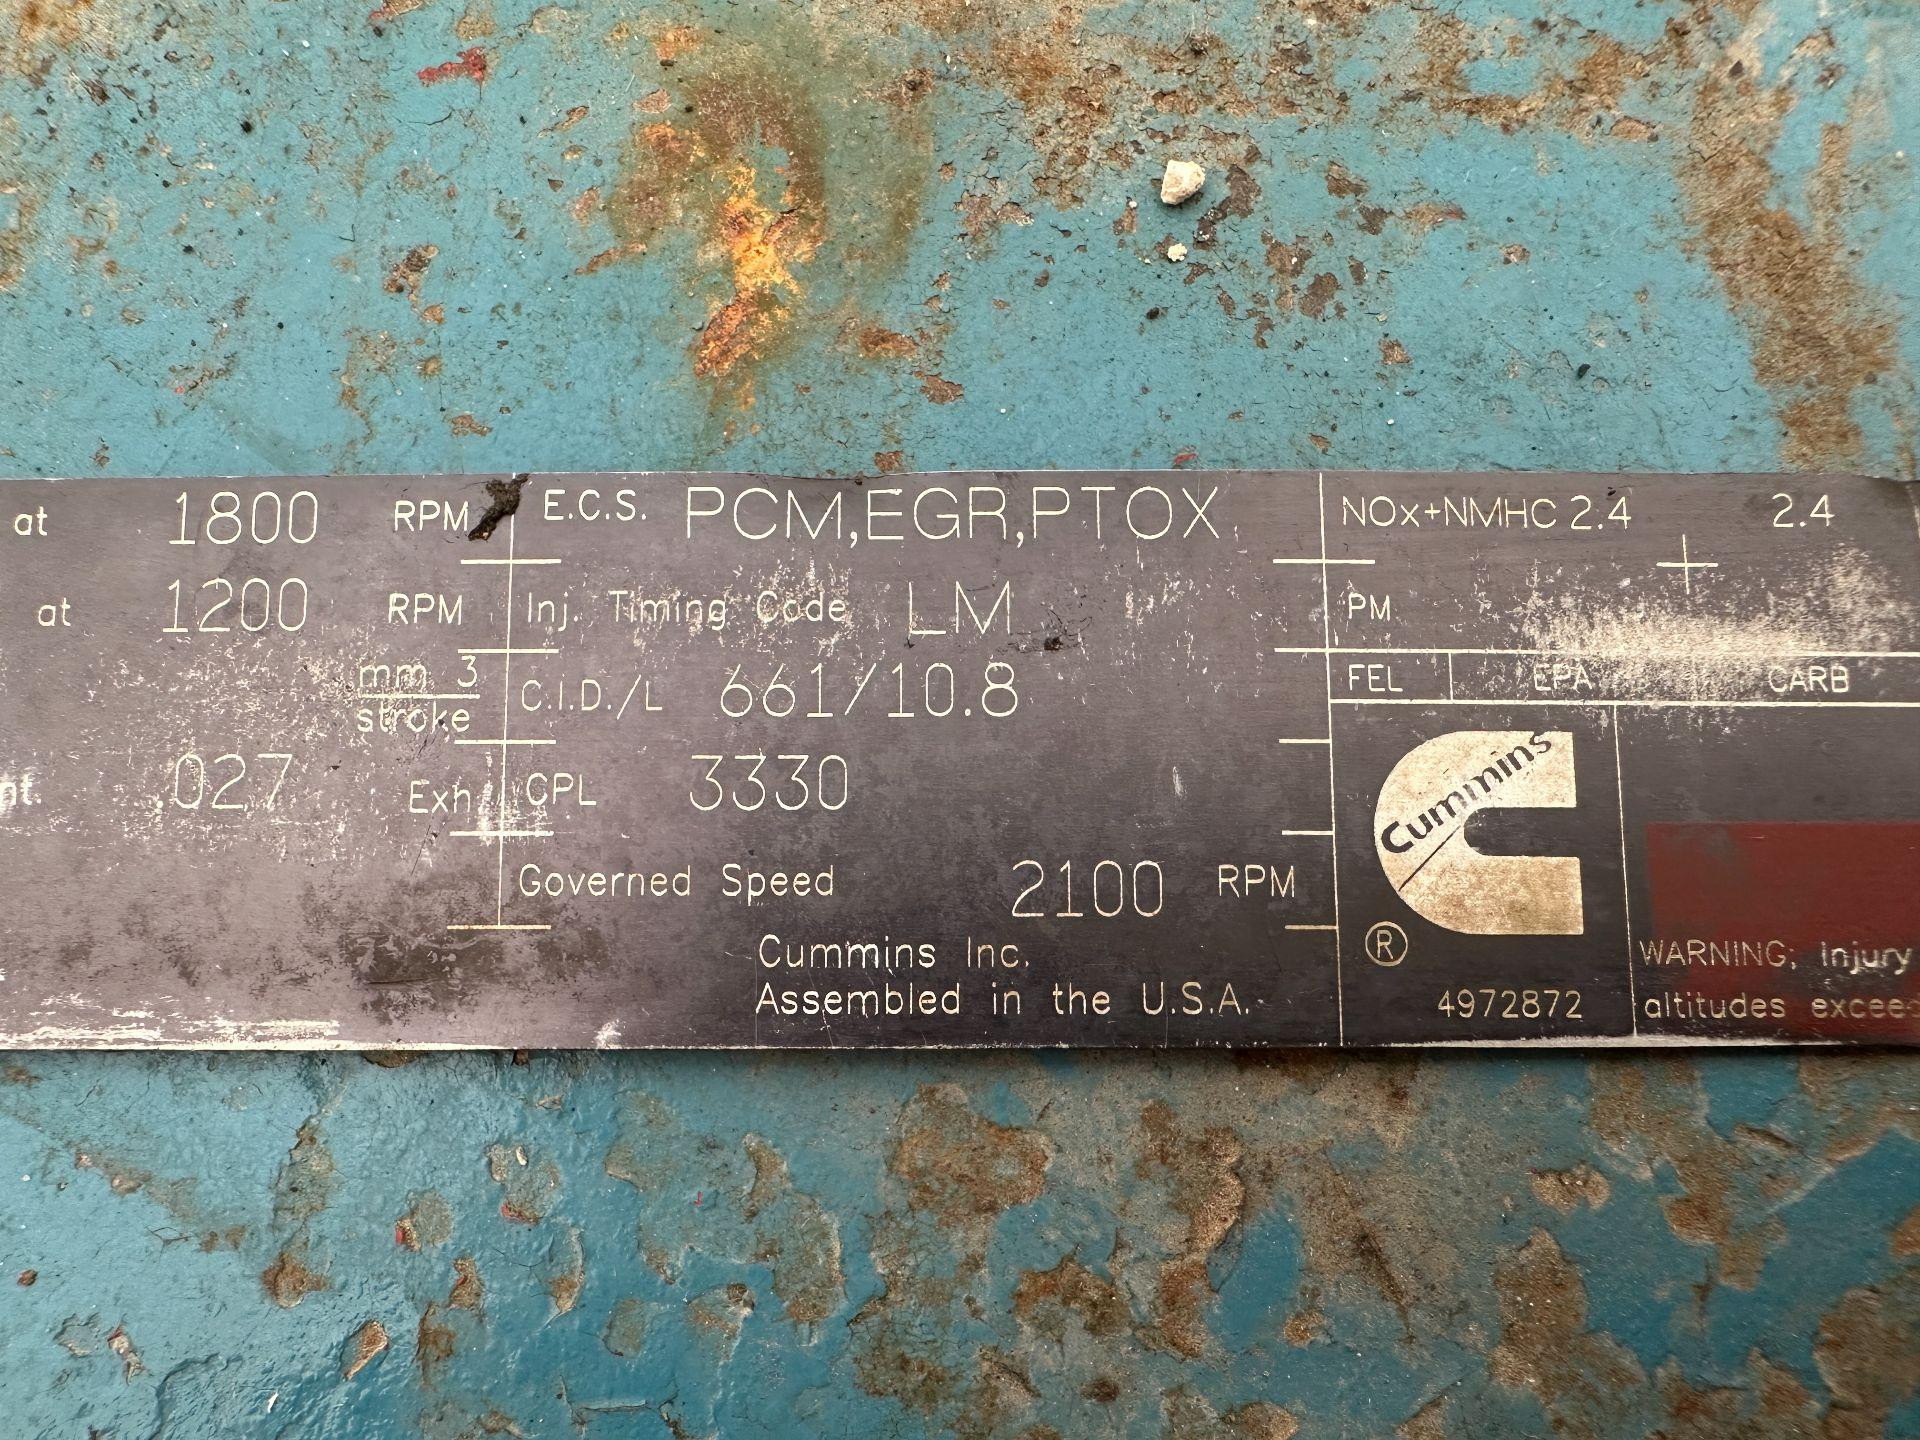 at 1800 RPM E.C.S. PCM,EGR,PTOX NOx+NMHC 2.4 2.4
at 1200 RPM Inj. Timing Code LM PM
mm 3
stroke C.I.D./L 661/10.8 FEL EPA CARB
.027 Exh CPL 3330
Cummins
Governed Speed 2100 RPM
Cummins Inc. ® WARNING; Injury
Assembled in the U.S.A. 4972872 altitudes